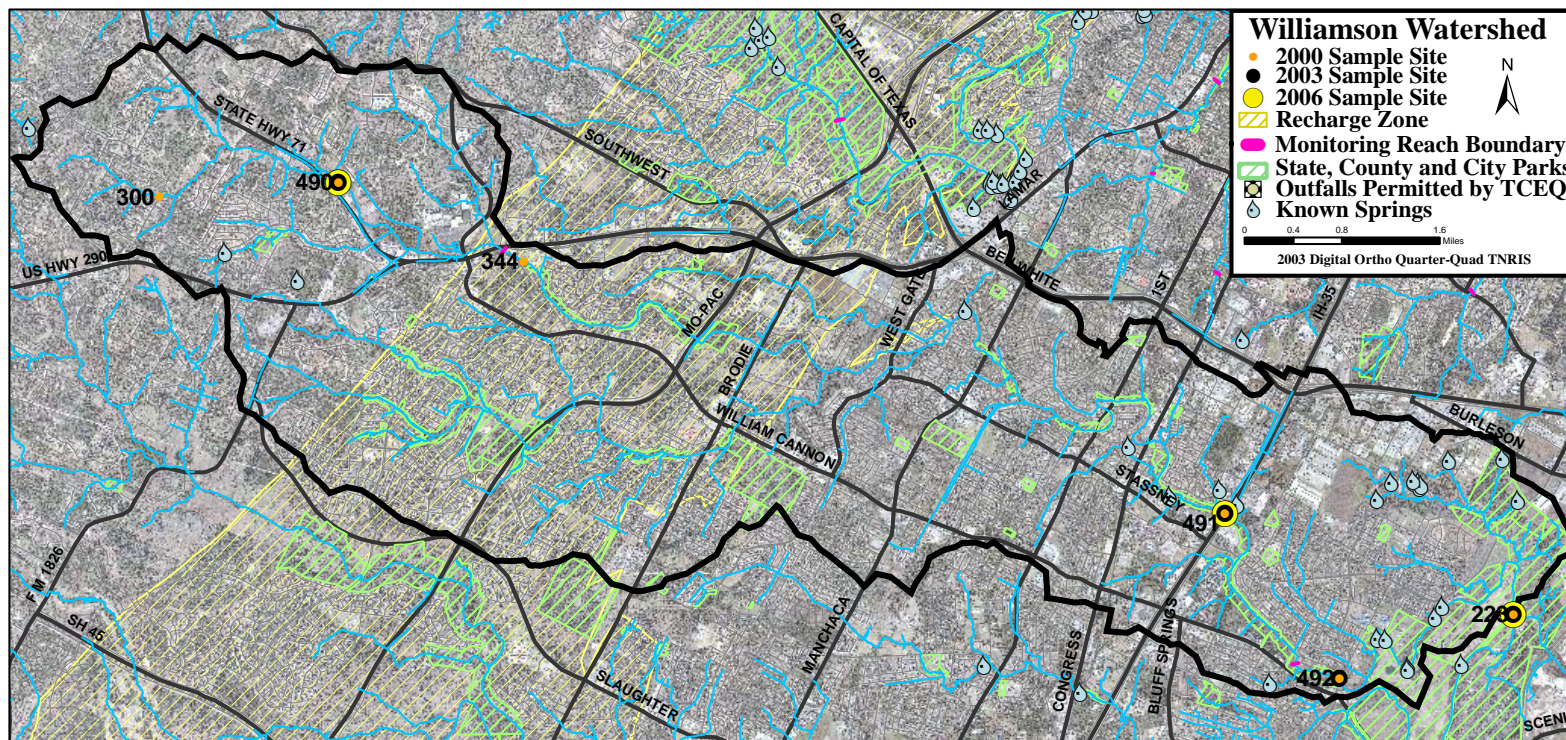 Williamson Watershed
2000 Sample Site
2003 Sample Site
2006 Sample Site
Recharge Zone
Monitoring Reach Boundary
State, County and City Parks
Outfalls Permitted by TCEQ
Known Springs
N
0 0.4 0.8 1.6
Miles
2003 Digital Ortho Quarter-Quad TNRIS
CAPITAL OF TEXAS
STATE HWY 71
SOUTHWEST
LAMAR
300
490
344
US HWY 290
BEN WHITE
1ST
IH-35
MO-PAC
WEST GATE
BRODIE
WILLIAM CANNON
BURLESON
STASSNEY
491
F M 1826
SH 45
MANCHACA
CONGRESS
BLUFF SPRINGS
228
492
SLAUGHTER